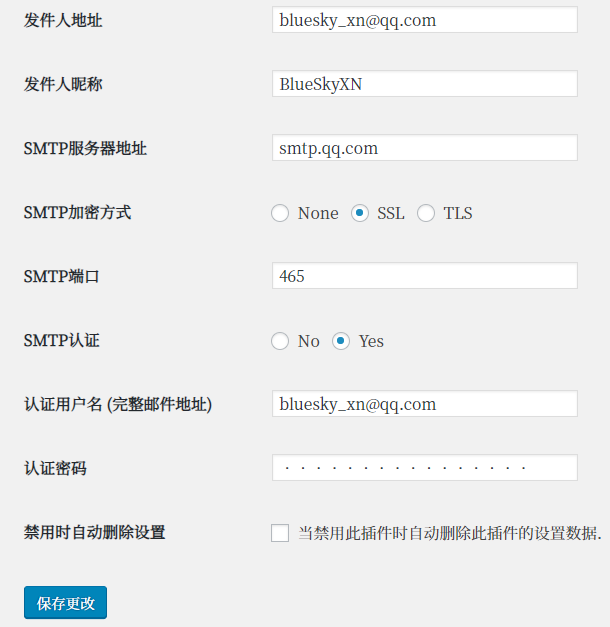 发件人地址 bluesky_xn@qq.com
发件人昵称 BlueSkyXN
SMTP服务器地址 smtp.qq.com
SMTP加密方式 None SSL TLS
SMTP端口 465
SMTP认证 No Yes
认证用户名 (完整邮件地址) bluesky_xn@qq.com
认证密码 ················
禁用时自动删除设置 当禁用此插件时自动删除此插件的设置数据.
保存更改